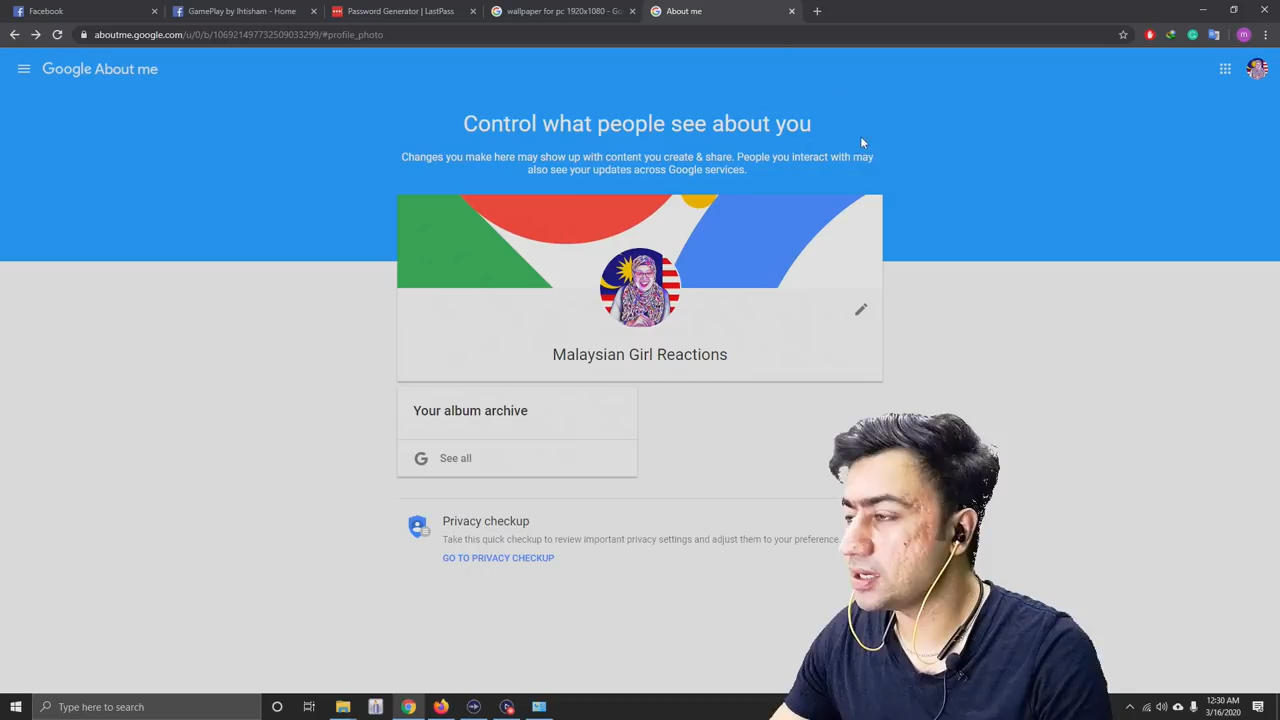 Facebook
GamePlay by Ihtisham - Home
Password Generator | LastPass
wallpaper for pc 1920x1080 - Go
About me
aboutme.google.com/u/0/b/106921497732509033299/#profile_photo
m
Google About me
Control what people see about you
Changes you make here may show up with content you create & share. People you interact with may
also see your updates across Google services.
Malaysian Girl Reactions
Your album archive
See all
Privacy checkup
Take this quick checkup to review important privacy settings and adjust them to your preference.
GO TO PRIVACY CHECKUP
Type here to search
12:30 AM
3/16/2020